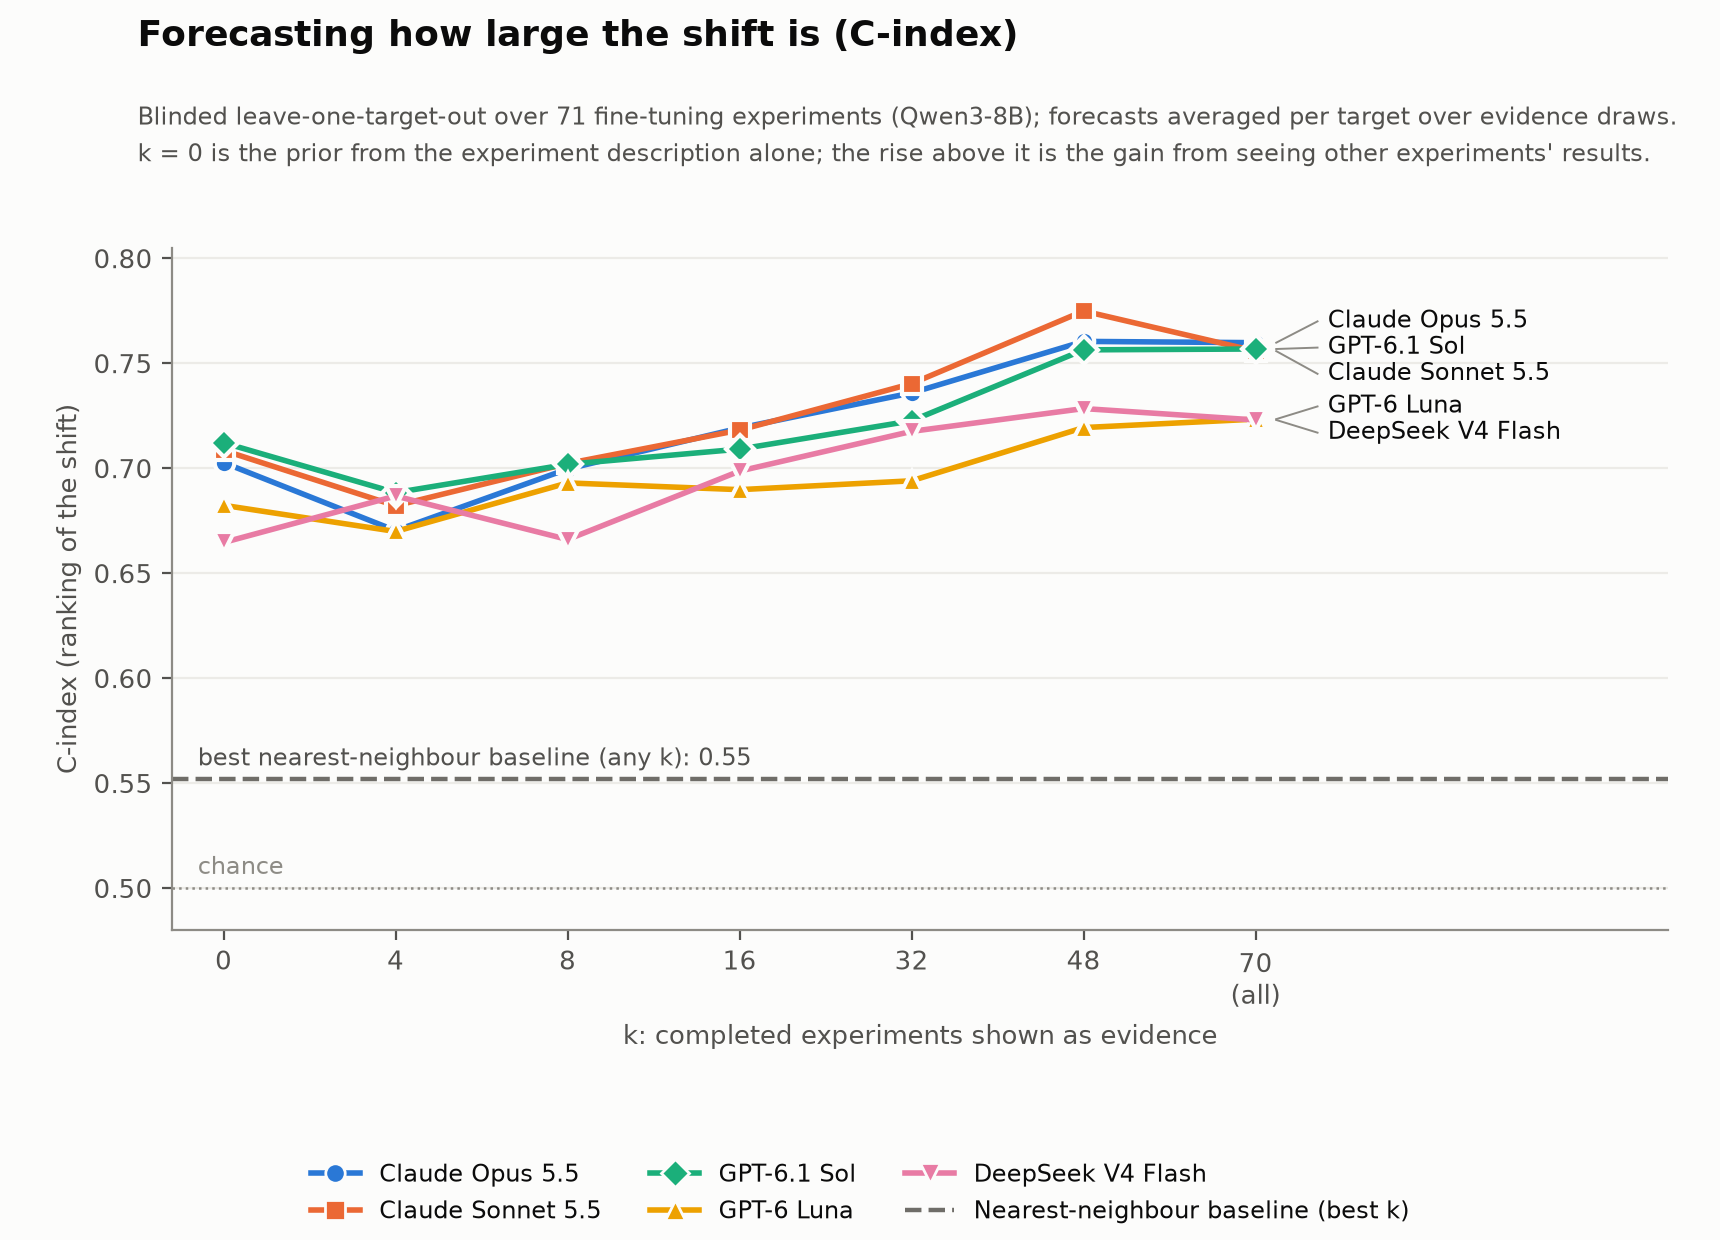 Forecasting how large the shift is (C-index)
Blinded leave-one-target-out over 71 fine-tuning experiments (Qwen3-8B); forecasts averaged per target over evidence draws.
k = 0 is the prior from the experiment description alone; the rise above it is the gain from seeing other experiments' results.
C-index (ranking of the shift)
0.80
0.75
0.70
0.65
0.60
0.55
0.50
Claude Opus 5.5
GPT-6.1 Sol
Claude Sonnet 5.5
GPT-6 Luna
DeepSeek V4 Flash
best nearest-neighbour baseline (any k): 0.55
chance
0
4
8
16
32
48
70
(all)
k: completed experiments shown as evidence
Claude Opus 5.5
GPT-6.1 Sol
DeepSeek V4 Flash
Claude Sonnet 5.5
GPT-6 Luna
Nearest-neighbour baseline (best k)